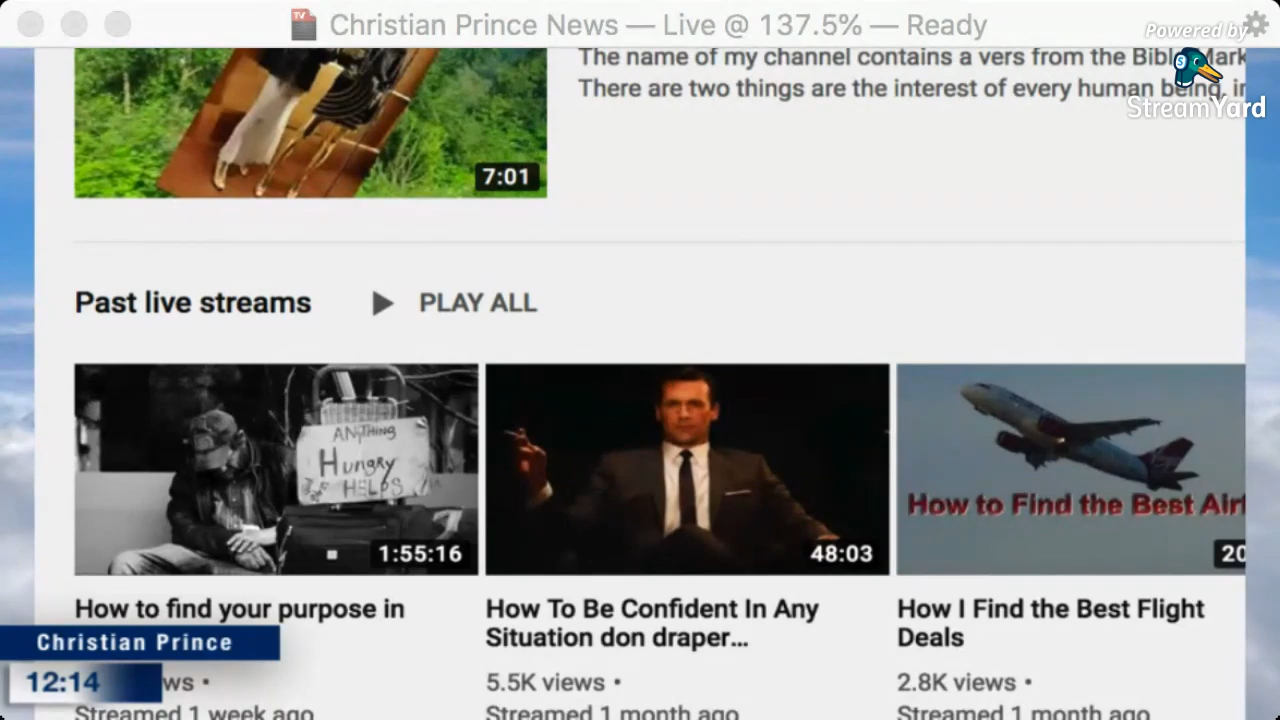 Christian Prince News — Live @ 137.5% — Ready
Powered by
StreamYard
The name of my channel contains a vers from the Bible
There are two things are the interest of every human being,
7:01
Past live streams
PLAY ALL
ANYTHING
Hungry
HELPS
1:55:16
48:03
How to Find the Best
20
How to find your purpose in
How To Be Confident In Any
Situation don draper...
How I Find the Best Flight
Deals
Christian Prince
12:14
5.5K views •
2.8K views •
Streamed 1 week ago
Streamed 1 month ago
Streamed 1 month ago